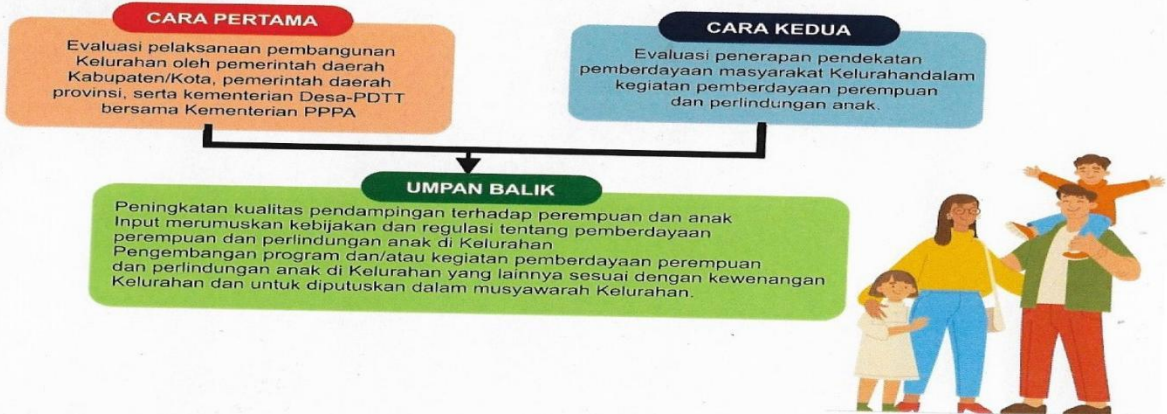 CARA PERTAMA
Evaluasi pelaksanaan pembangunan
Kelurahan oleh pemerintah daerah
Kabupaten/Kota, pemerintah daerah
provinsi, serta kementerian Desa-PDTT
bersama Kementerian PPPA
CARA KEDUA
Evaluasi penerapan pendekatan
pemberdayaan masyarakat Kelurahandalam
kegiatan pemberdayaan perempuan
dan perlindungan anak.
UMPAN BALIK
Peningkatan kualitas pendampingan terhadap perempuan dan anak
Input merumuskan kebijakan dan regulasi tentang pemberdayaan
perempuan dan perlindungan anak di Kelurahan
Pengembangan program dan/atau kegiatan pemberdayaan perempuan
dan perlindungan anak di Kelurahan yang lainnya sesuai dengan kewenangan
Kelurahan dan untuk diputuskan dalam musyawarah Kelurahan.